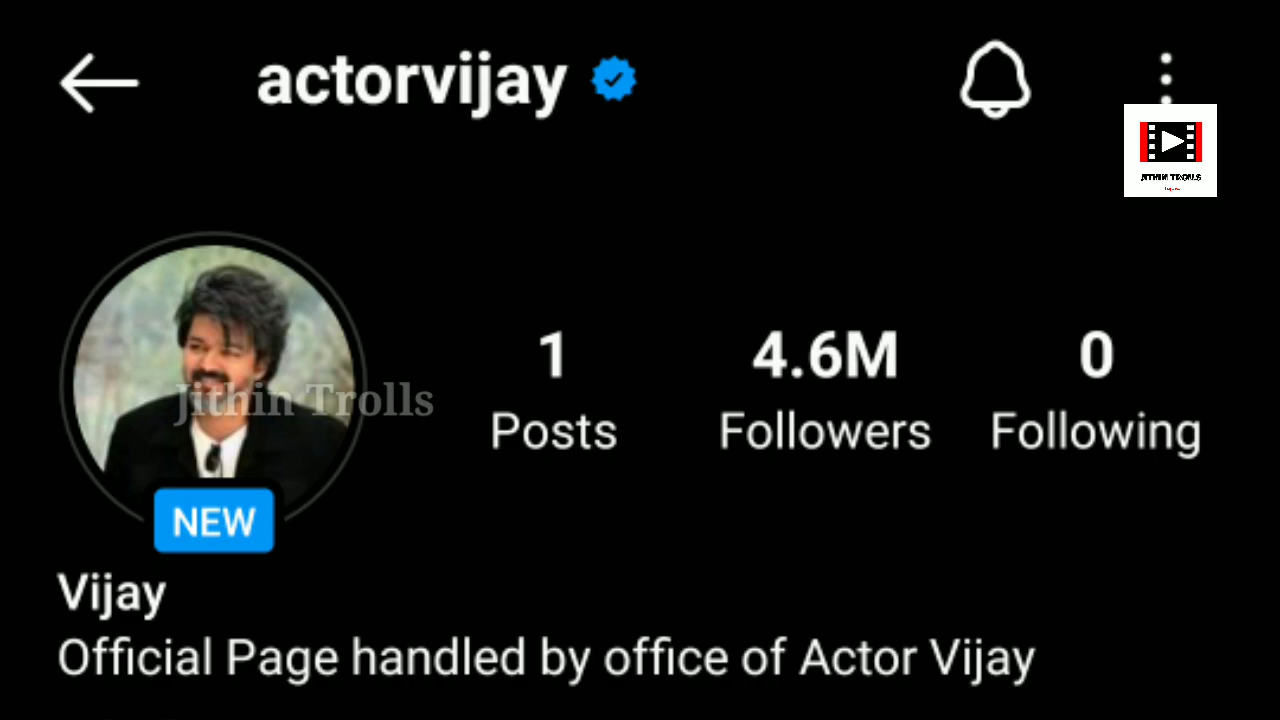 actorvijay
JITHIN TROLLS
1 4.6M 0
Posts Followers Following
Jithin Trolls
NEW
Vijay
Official Page handled by office of Actor Vijay